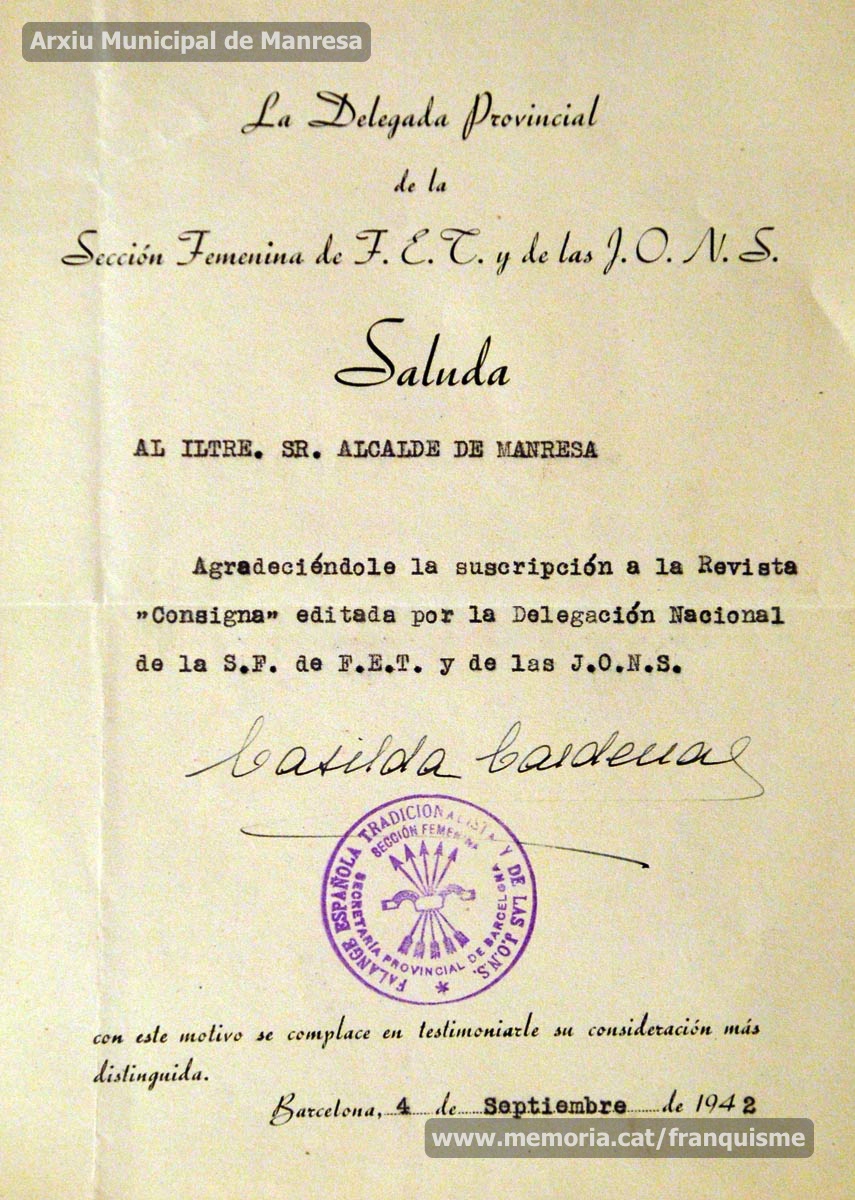 Arxiu Municipal de Manresa
La Delegada Provincial
de la
Sección Femenina de F. E. T. y de las J. O. N. S.
Saluda
AL ILTRE. SR. ALCALDE DE MANRESA
Agradeciéndole la suscripción a la Revista
"Consigna" editada por la Delegación Nacional
de la S.F. de F.E.T. y de las J.O.N.S.
Casilda Cardenal
FALANGE ESPAÑOLA TRADICIONALISTA Y DE LAS J.O.N.S.
SECCIÓN FEMENINA
SECRETARÍA PROVINCIAL DE BARCELONA
con este motivo se complace en testimoniarle su consideración más
distinguida.
Barcelona, 4 de Septiembre de 1942
www.memoria.cat/franquisme